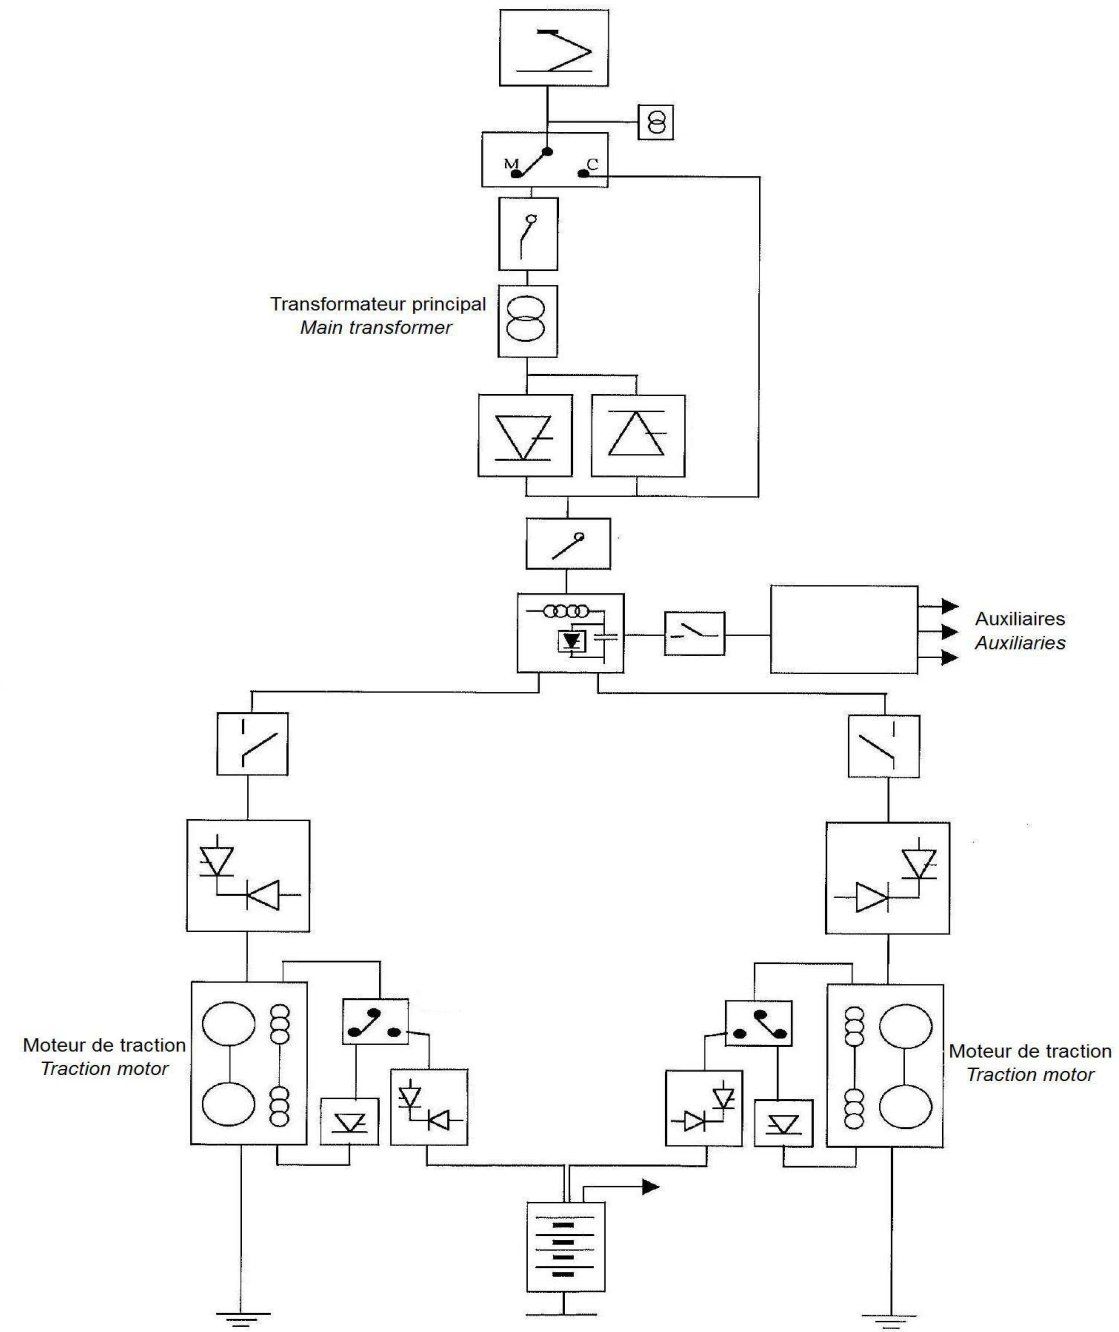 M
C
Transformateur principal
Main transformer
Auxiliaires
Auxiliaries
Moteur de traction
Traction motor
Moteur de traction
Traction motor